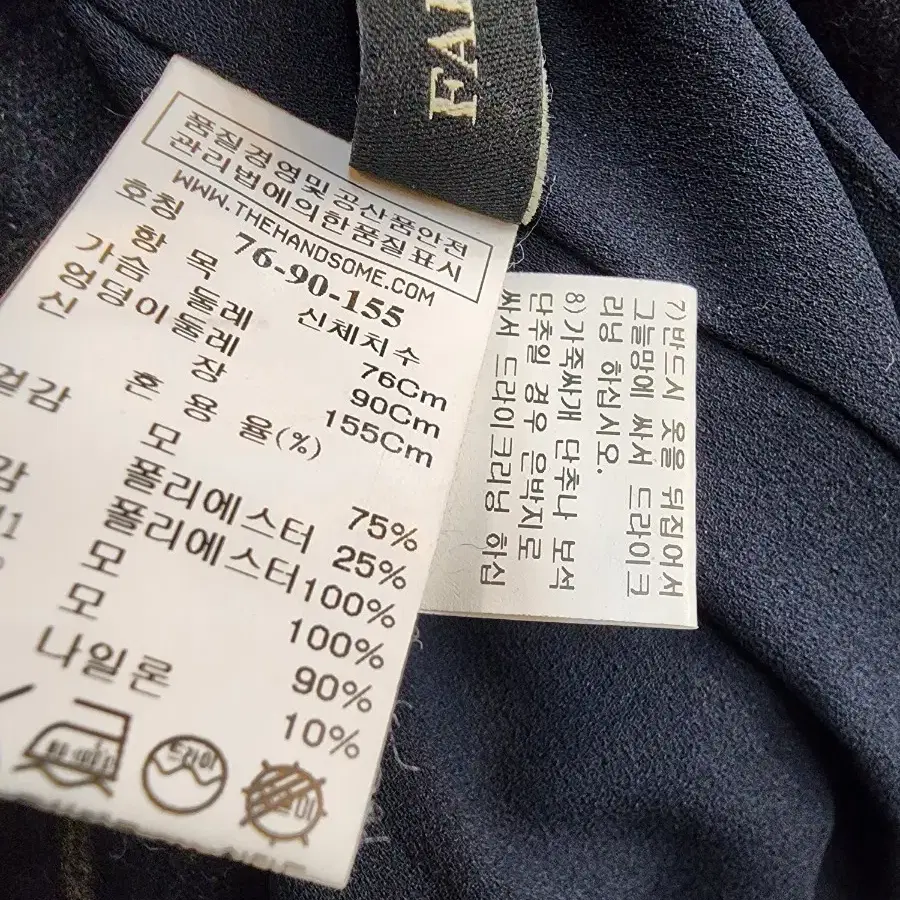 FAI
품질경영및공산품안전
관리법에의한품질표시
WWW.THEHANDSOME.COM
호칭 76-90-155
항 목 신체치수
가슴 둘레 76Cm
엉덩이둘레 90Cm
신 장 155Cm
혼 용 율(%)
겉감 모 75%
폴리에스터 25%
감 폴리에스터 100%
모 100%
모 90%
나일론 10%
드라이
7)반드시 옷을 뒤집어서
그늘망에 싸서 드라이크
리닝 하십시오.
8)가죽싸개 단추나 보석
단추일 경우 은박지로
싸서 드라이크리닝 하십